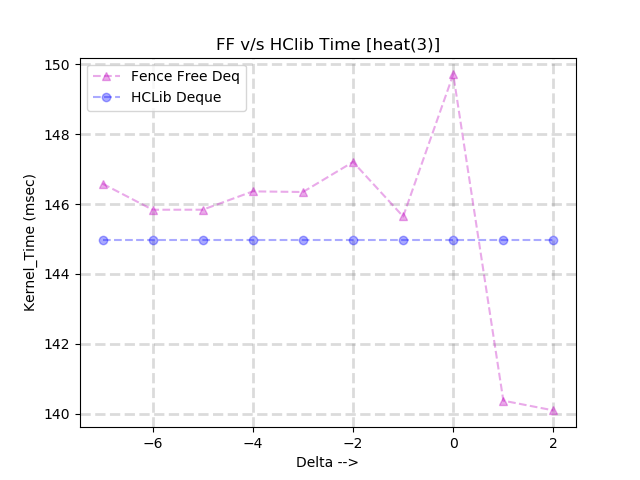 FF v/s HClib Time [heat(3)]
Fence Free Deq
HCLib Deque
150
148
146
144
142
140
Kernel_Time (msec)
−6
−4
−2
0
2
Delta -->